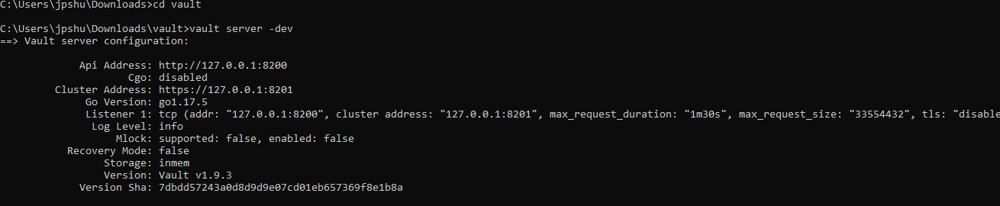 C:\Users\jpshu\Downloads>cd vault
C:\Users\jpshu\Downloads\vault>vault server -dev
==> Vault server configuration:
Api Address: http://127.0.0.1:8200
Cgo: disabled
Cluster Address: https://127.0.0.1:8201
Go Version: go1.17.5
Listener 1: tcp (addr: "127.0.0.1:8200", cluster address: "127.0.0.1:8201", max_request_duration: "1m30s", max_request_size: "33554432", tls: "disable
Log Level: info
Mlock: supported: false, enabled: false
Recovery Mode: false
Storage: inmem
Version: Vault v1.9.3
Version Sha: 7dbdd57243a0d8d9d9e07cd01eb657369f8e1b8a